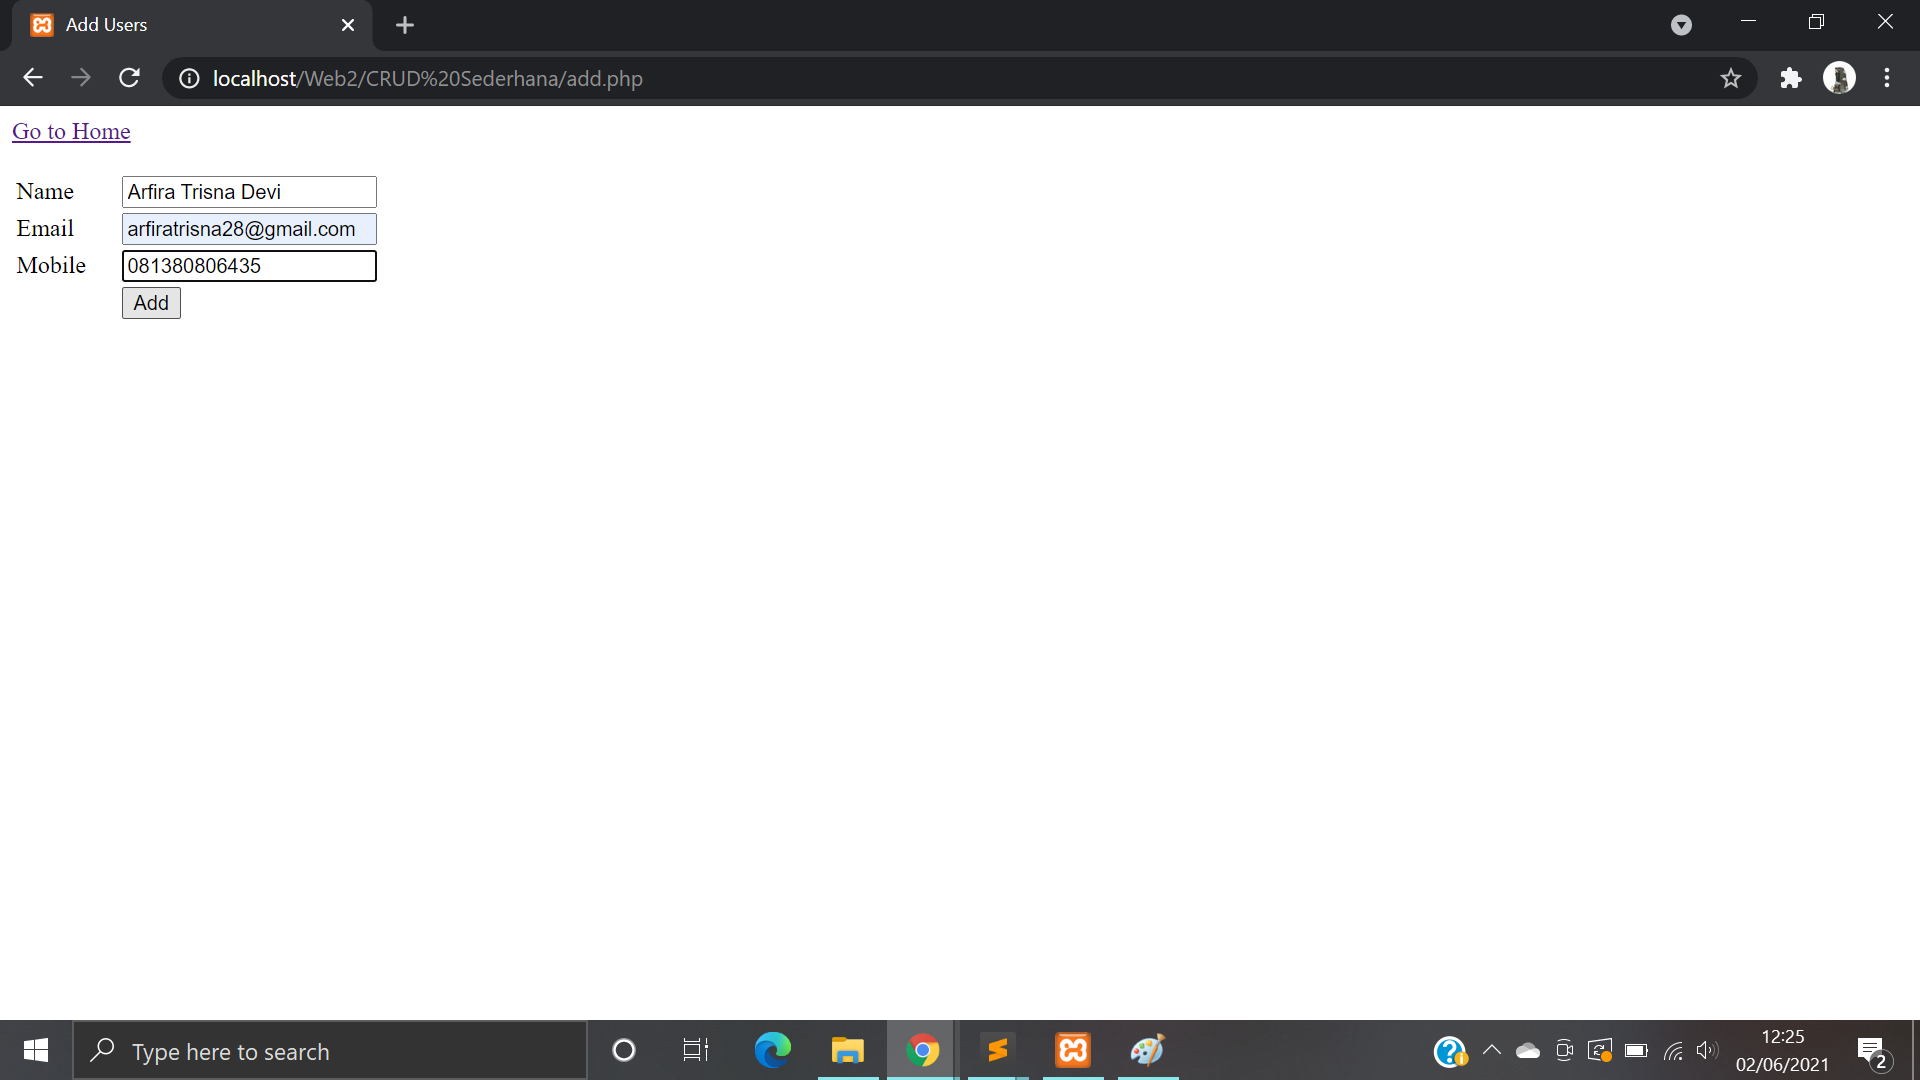 Add Users
localhost/Web2/CRUD%20Sederhana/add.php
Go to Home
Name Arfira Trisna Devi
Email arfiratrisna28@gmail.com
Mobile 081380806435
Add
Type here to search
12:25
02/06/2021
2